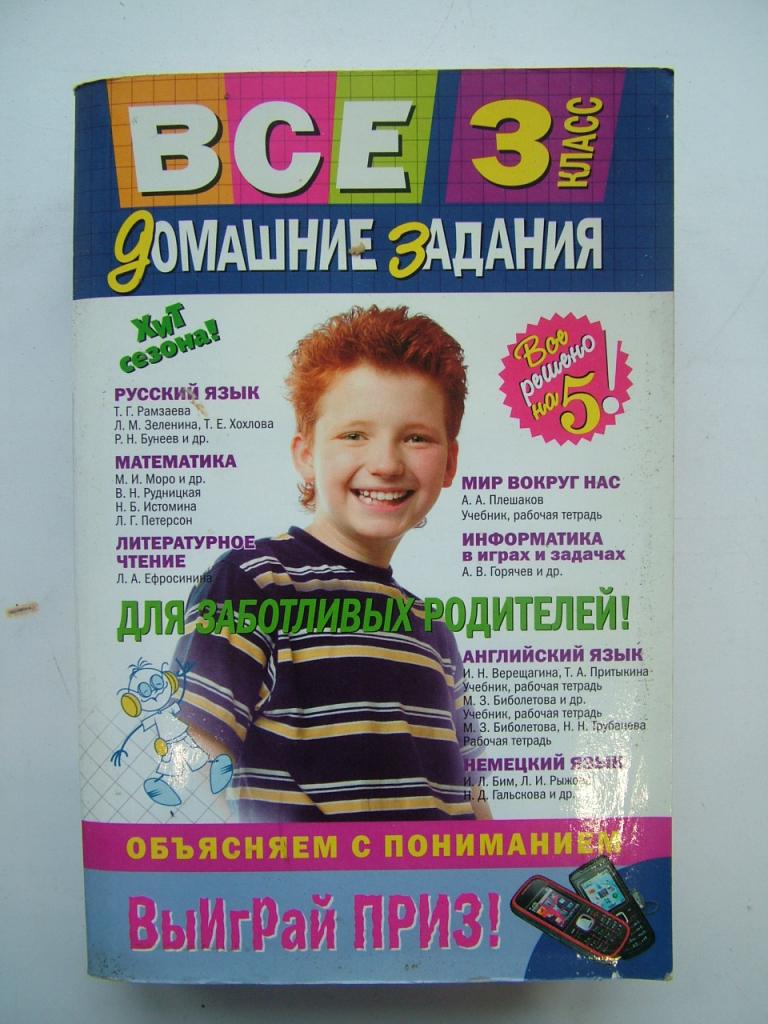 ВСЕ 3 КЛАСС
ДОМАШНИЕ ЗАДАНИЯ
ХиТ
сезона!
Все
решено
на 5!
РУССКИЙ ЯЗЫК
Т. Г. Рамзаева
Л. М. Зеленина, Т. Е. Хохлова
Р. Н. Бунеев и др.
МАТЕМАТИКА
М. И. Моро и др.
В. Н. Рудницкая
Н. Б. Истомина
Л. Г. Петерсон
ЛИТЕРАТУРНОЕ
ЧТЕНИЕ
Л. А. Ефросинина
МИР ВОКРУГ НАС
А. А. Плешаков
Учебник, рабочая тетрадь
ИНФОРМАТИКА
в играх и задачах
А. В. Горячев и др.
ДЛЯ ЗАБОТЛИВЫХ РОДИТЕЛЕЙ!
АНГЛИЙСКИЙ ЯЗЫК
И. Н. Верещагина, Т. А. Притыкина
Учебник, рабочая тетрадь
М. З. Биболетова и др.
Учебник, рабочая тетрадь
М. З. Биболетова, Н. Н. Трубанева
Рабочая тетрадь
НЕМЕЦКИЙ ЯЗЫК
И. Л. Бим, Л. И. Рыжова
Н. Д. Гальскова и др.
ОБЪЯСНЯЕМ С ПОНИМАНИЕМ
ВыИгРай ПРИЗ!